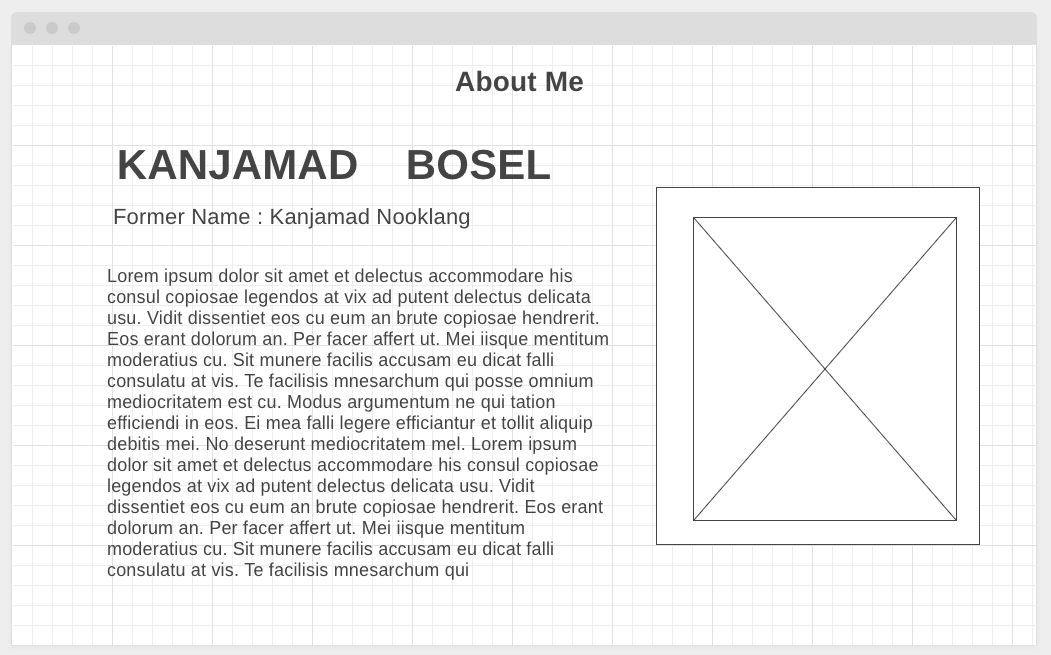 About Me
KANJAMAD BOSEL
Former Name : Kanjamad Nooklang
Lorem ipsum dolor sit amet et delectus accommodare his
consul copiosae legendos at vix ad putent delectus delicata
usu. Vidit dissentiet eos cu eum an brute copiosae hendrerit.
Eos erant dolorum an. Per facer affert ut. Mei iisque mentitum
moderatius cu. Sit munere facilis accusam eu dicat falli
consulatu at vis. Te facilisis mnesarchum qui posse omnium
mediocritatem est cu. Modus argumentum ne qui tation
efficiendi in eos. Ei mea falli legere efficiantur et tollit aliquip
debitis mei. No deserunt mediocritatem mel. Lorem ipsum
dolor sit amet et delectus accommodare his consul copiosae
legendos at vix ad putent delectus delicata usu. Vidit
dissentiet eos cu eum an brute copiosae hendrerit. Eos erant
dolorum an. Per facer affert ut. Mei iisque mentitum
moderatius cu. Sit munere facilis accusam eu dicat falli
consulatu at vis. Te facilisis mnesarchum qui